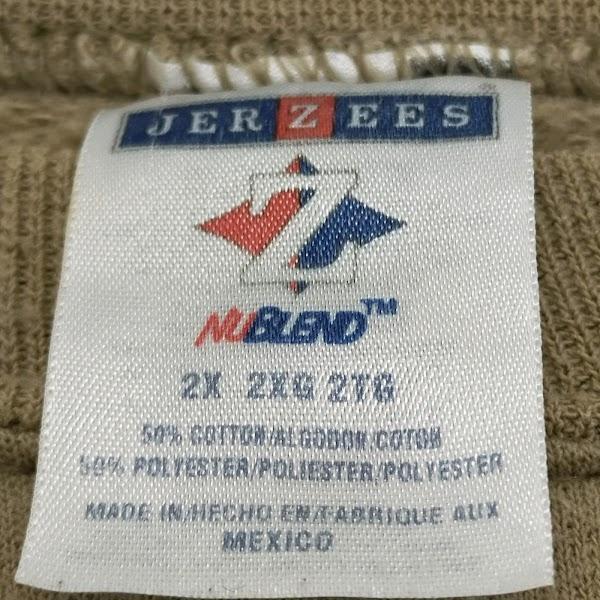 JERZEES
Z
NUBLEND™
2X 2XG 2TG
50% COTTON/ALGODON/COTON
50% POLYESTER/POLIESTER/POLYESTER
MADE IN/HECHO EN/FABRIQUE AUX
MEXICO